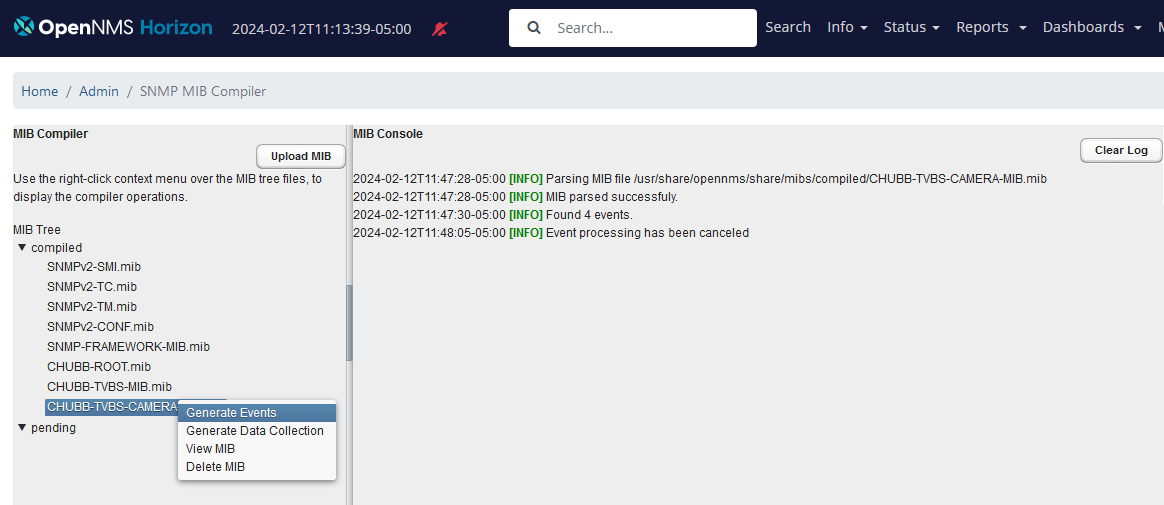 OpenNMS Horizon 2024-02-12T11:13:39-05:00 Search... Search Info Status Reports Dashboards
Home / Admin / SNMP MIB Compiler
MIB Compiler
Upload MIB
Use the right-click context menu over the MIB tree files, to
display the compiler operations.
MIB Tree
compiled
SNMPv2-SMI.mib
SNMPv2-TC.mib
SNMPv2-TM.mib
SNMPv2-CONF.mib
SNMP-FRAMEWORK-MIB.mib
CHUBB-ROOT.mib
CHUBB-TVBS-MIB.mib
CHUBB-TVBS-CAMERA
pending
Generate Events
Generate Data Collection
View MIB
Delete MIB
MIB Console
Clear Log
2024-02-12T11:47:28-05:00 [INFO] Parsing MIB file /usr/share/opennms/share/mibs/compiled/CHUBB-TVBS-CAMERA-MIB.mib
2024-02-12T11:47:28-05:00 [INFO] MIB parsed successfuly.
2024-02-12T11:47:30-05:00 [INFO] Found 4 events.
2024-02-12T11:48:05-05:00 [INFO] Event processing has been canceled